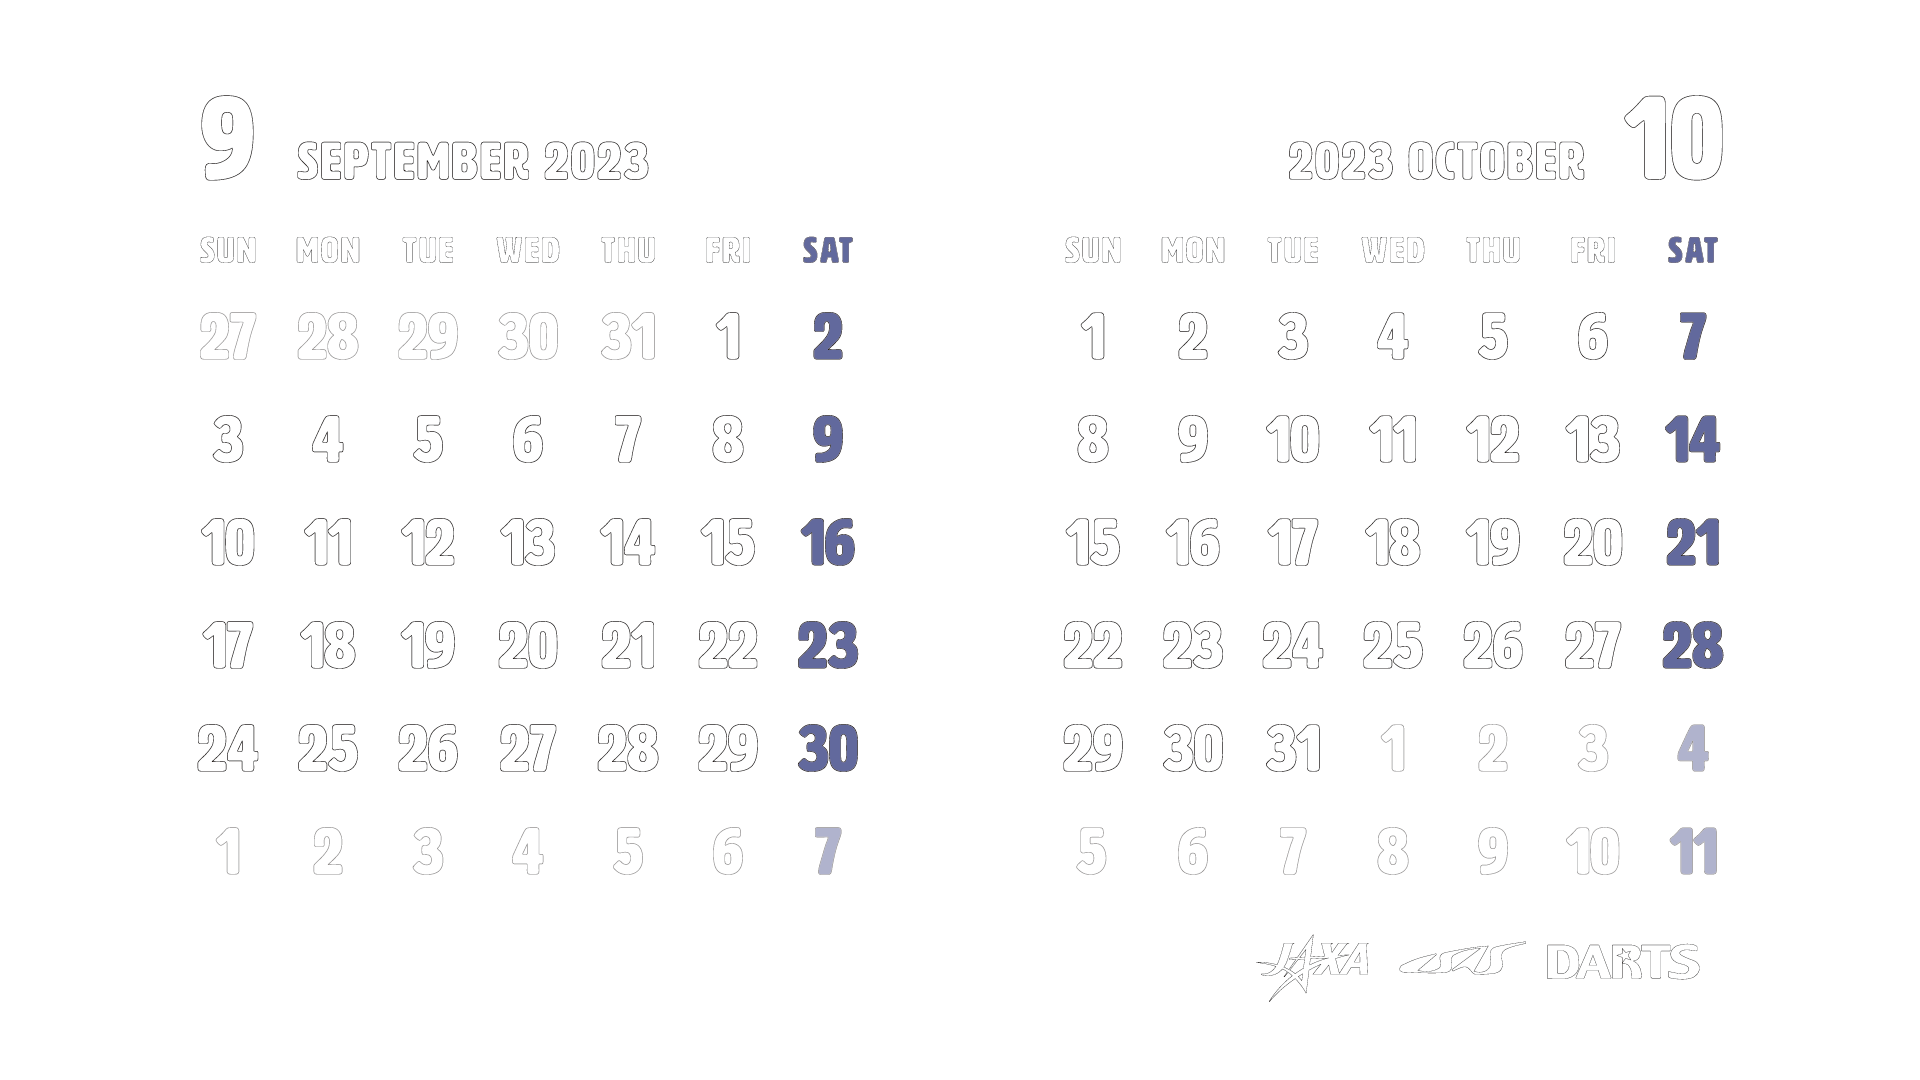 9 SEPTEMBER 2023
SUN MON TUE WED THU FRI SAT
27 28 29 30 31 1 2
3 4 5 6 7 8 9
10 11 12 13 14 15 16
17 18 19 20 21 22 23
24 25 26 27 28 29 30
1 2 3 4 5 6 7
2023 OCTOBER 10
SUN MON TUE WED THU FRI SAT
1 2 3 4 5 6 7
8 9 10 11 12 13 14
15 16 17 18 19 20 21
22 23 24 25 26 27 28
29 30 31 1 2 3 4
5 6 7 8 9 10 11
JAXA ISAS DARTS